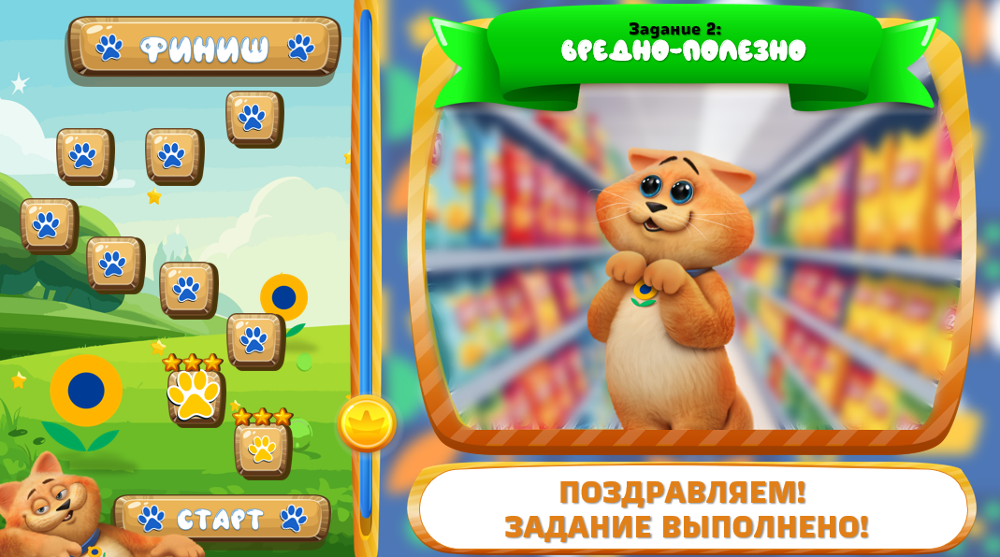 ФИНИШ
СТАРТ
Задание 2:
ВРЕДНО-ПОЛЕЗНО
ПОЗДРАВЛЯЕМ!
ЗАДАНИЕ ВЫПОЛНЕНО!